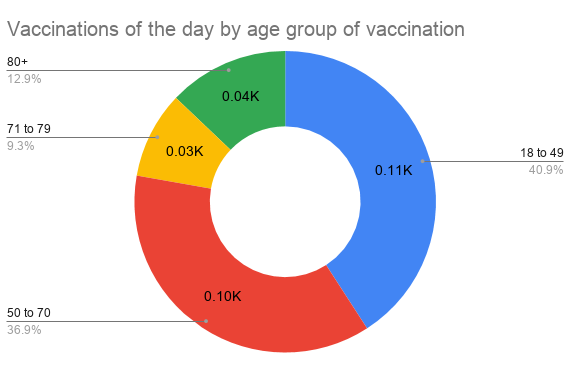 Vaccinations of the day by age group of vaccination
80+
12.9%
0.04K
71 to 79
9.3%
0.03K
18 to 49
40.9%
0.11K
0.10K
50 to 70
36.9%